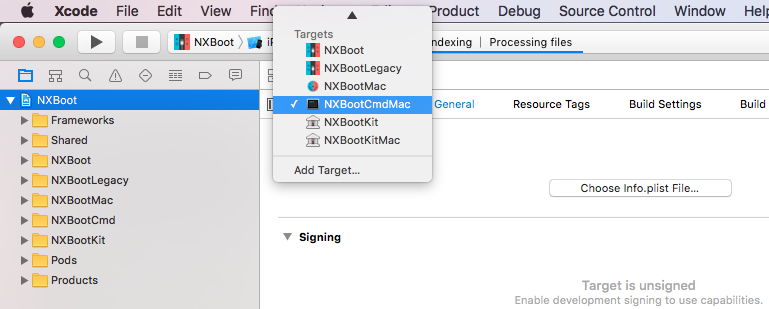 Xcode File Edit View Find Product Debug Source Control Window
NXBoot Indexing | Processing files
Targets
NXBoot
NXBootLegacy
NXBootMac
NXBootCmdMac
NXBootKit
NXBootKitMac
Add Target...
NXBoot
Frameworks
Shared
NXBoot
NXBootLegacy
NXBootMac
NXBootCmd
NXBootKit
Pods
Products
General Resource Tags Build Settings Build
Choose Info.plist File...
Signing
Target is unsigned
Enable development signing to use capabilities.